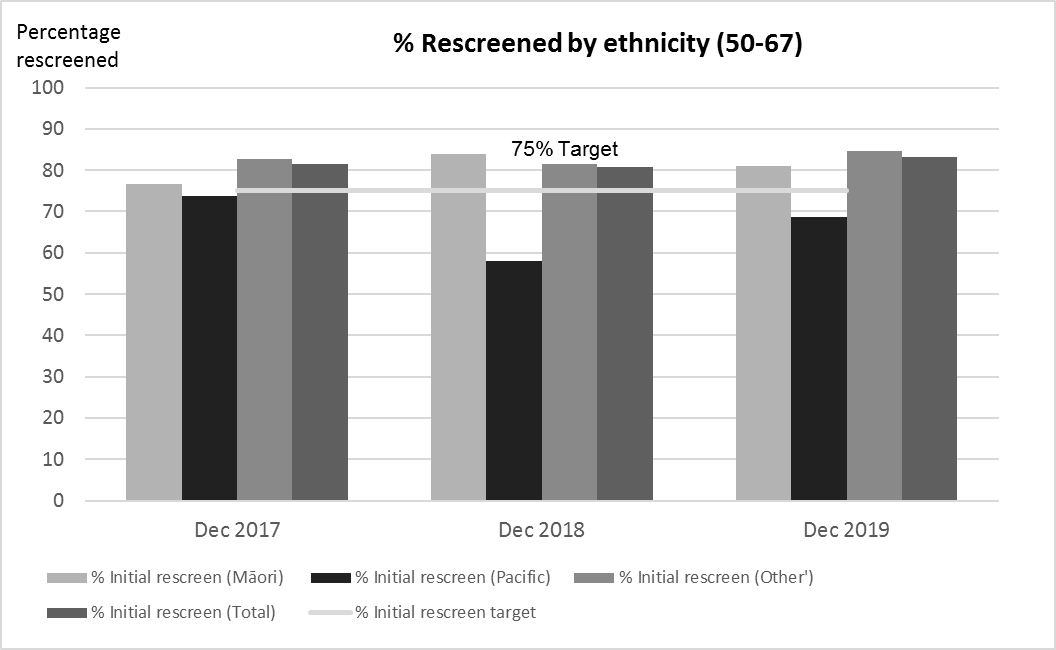 Percentage
rescreened
% Rescreened by ethnicity (50-67)
100
90
80
70
60
50
40
30
20
10
0
75% Target
Dec 2017
Dec 2018
Dec 2019
% Initial rescreen (Māori)
% Initial rescreen (Pacific)
% Initial rescreen (Other')
% Initial rescreen (Total)
% Initial rescreen target